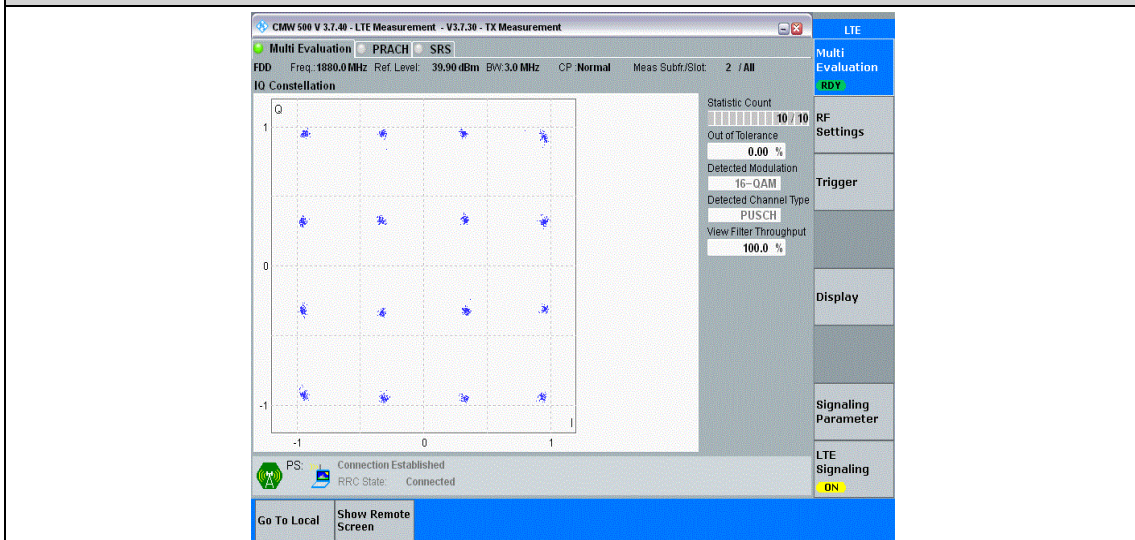 CMW 500 V 3.7.40 - LTE Measurement - V3.7.30 - TX Measurement
LTE
Multi Evaluation PRACH SRS
Multi
Evaluation
RDY
FDD Freq.:1880.0 MHz Ref. Level: 39.90 dBm BW:3.0 MHz CP :Normal Meas Subfr./Slot: 2 / All
IQ Constellation
Q
1
0
-1
-1 0 1
I
Statistic Count
10 / 10
Out of Tolerance
0.00 %
Detected Modulation
16-QAM
Detected Channel Type
PUSCH
View Filter Throughput
100.0 %
RF
Settings
Trigger
Display
Signaling
Parameter
LTE
Signaling
ON
PS: Connection Established
RRC State: Connected
Go To Local
Show Remote
Screen